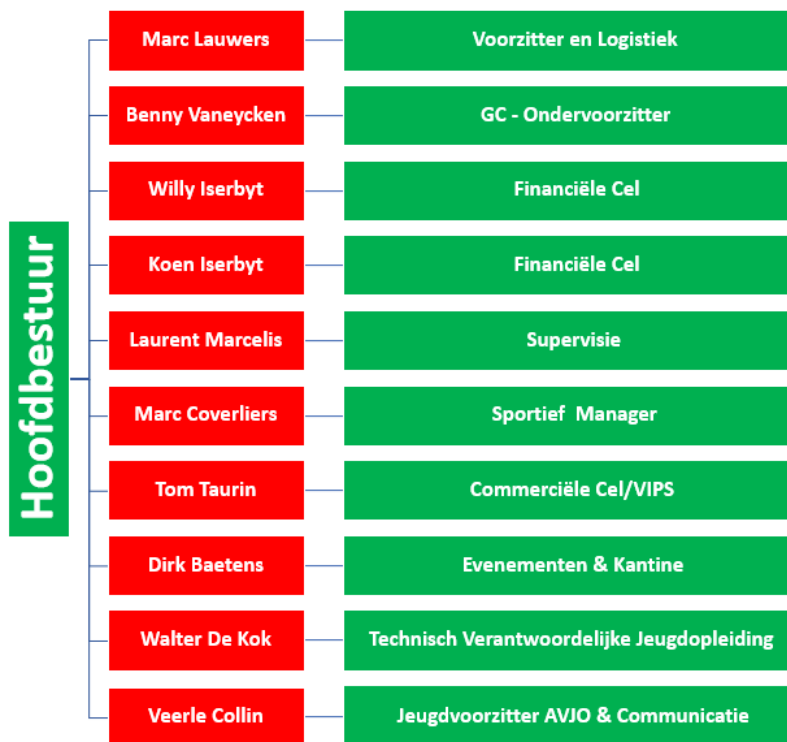 Hoofdbestuur
Marc Lauwers Voorzitter en Logistiek
Benny Vaneycken GC - Ondervoorzitter
Willy Iserbyt Financiële Cel
Koen Iserbyt Financiële Cel
Laurent Marcelis Supervisie
Marc Coverliers Sportief Manager
Tom Taurin Commerciële Cel/VIPS
Dirk Baetens Evenementen & Kantine
Walter De Kok Technisch Verantwoordelijke Jeugdopleiding
Veerle Collin Jeugdvoorzitter AVJO & Communicatie